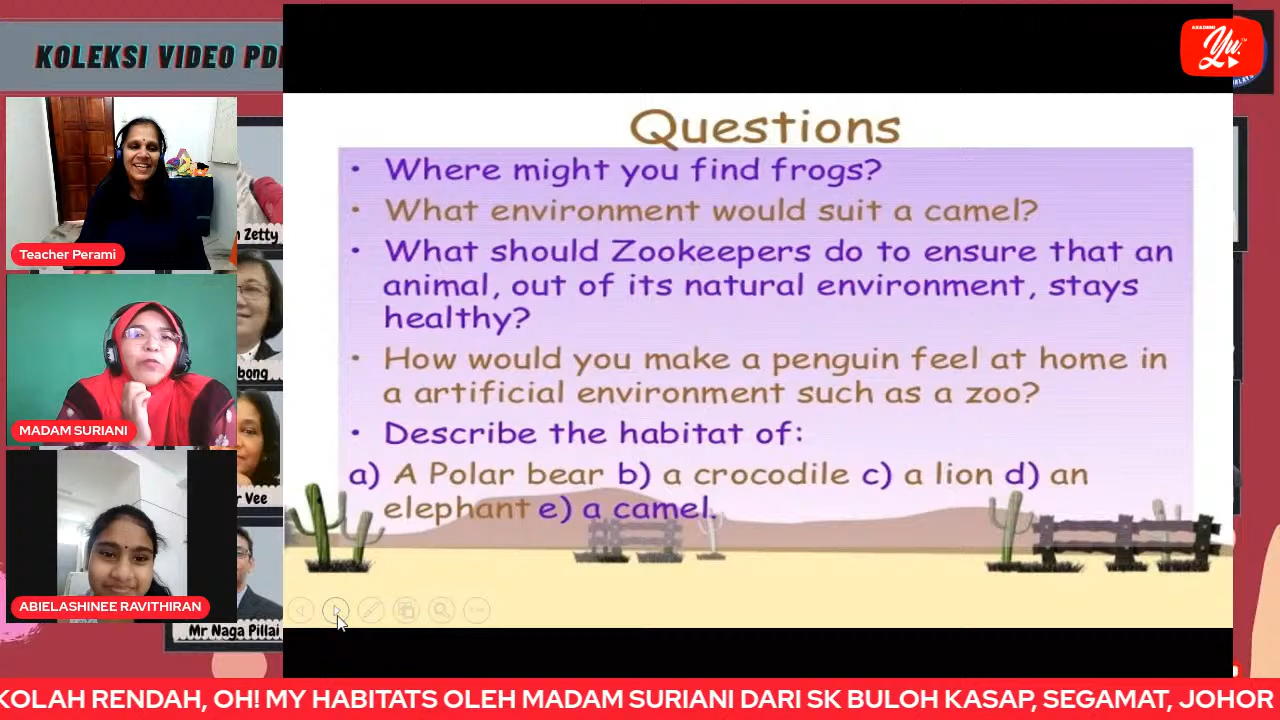 KOLEKSI VIDEO
Yu
Teacher Perami
MADAM SURIANI
ABIELASHINEE RAVITHIRAN
Zetty
bong
Vee
Mr Naga Pillai
Questions
• Where might you find frogs?
• What environment would suit a camel?
• What should Zookeepers do to ensure that an
animal, out of its natural environment, stays
healthy?
• How would you make a penguin feel at home in
a artificial environment such as a zoo?
• Describe the habitat of:
a) A Polar bear b) a crocodile c) a lion d) an
elephant e) a camel.
KOLAH RENDAH, OH! MY HABITATS OLEH MADAM SURIANI DARI SK BULOH KASAP, SEGAMAT, JOHOR